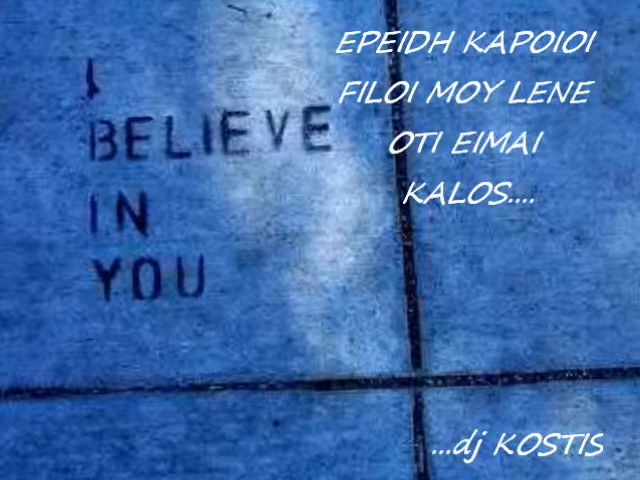 I
BELIEVE
IN
YOU
EPEIDH KAPOIOI
FILOI MOY LENE
OTI EIMAI
KALOS....
...dj KOSTIS